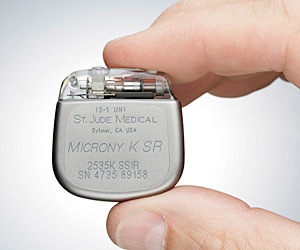 IS-1 UNI
ST. JUDE MEDICAL
Sylmar, CA USA
MICRONY K SR
2535K SSIR
SN 4735 89158